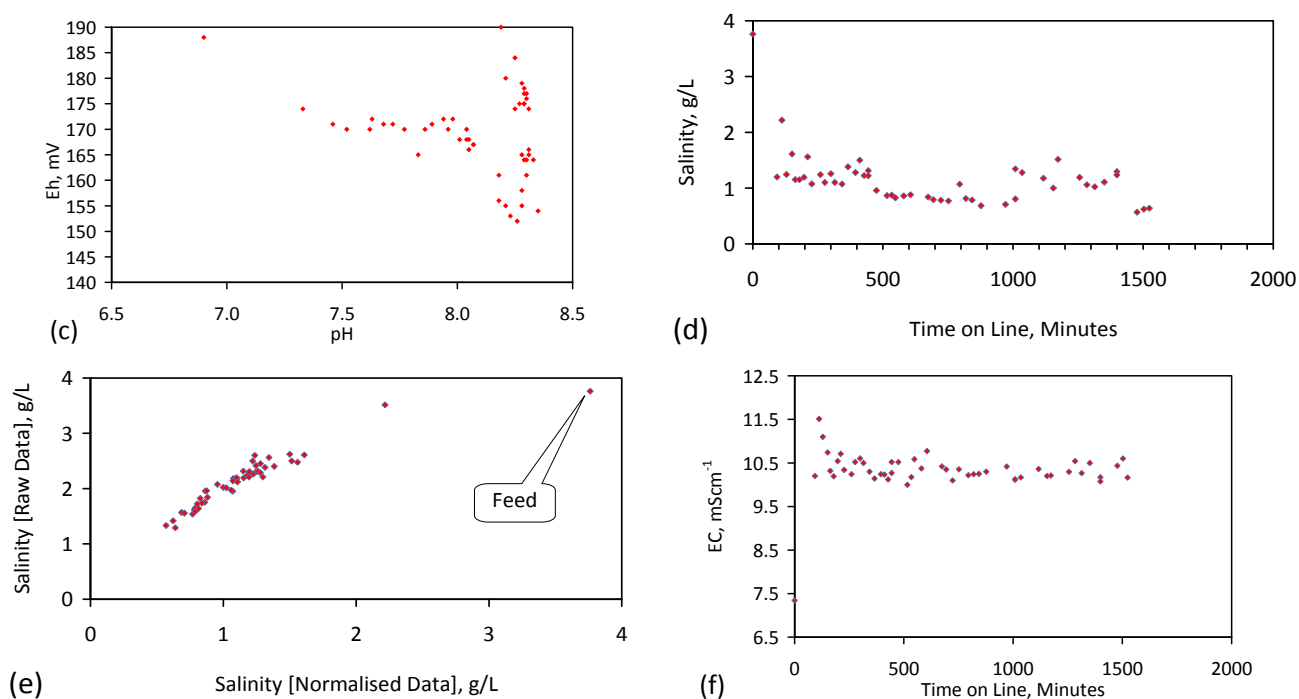 190
185
180
175
170
165
160
155
150
145
140
Eh, mV
6.5 7.0 7.5 8.0 8.5
pH
(c)
4
3
2
1
0
Salinity, g/L
0 500 1000 1500 2000
Time on Line, Minutes
(d)
4
3
2
1
0
Salinity [Raw Data], g/L
Feed
0 1 2 3 4
Salinity [Normalised Data], g/L
(e)
12.5
11.5
10.5
9.5
8.5
7.5
6.5
EC, mScm⁻¹
0 500 1000 1500 2000
Time on Line, Minutes
(f)